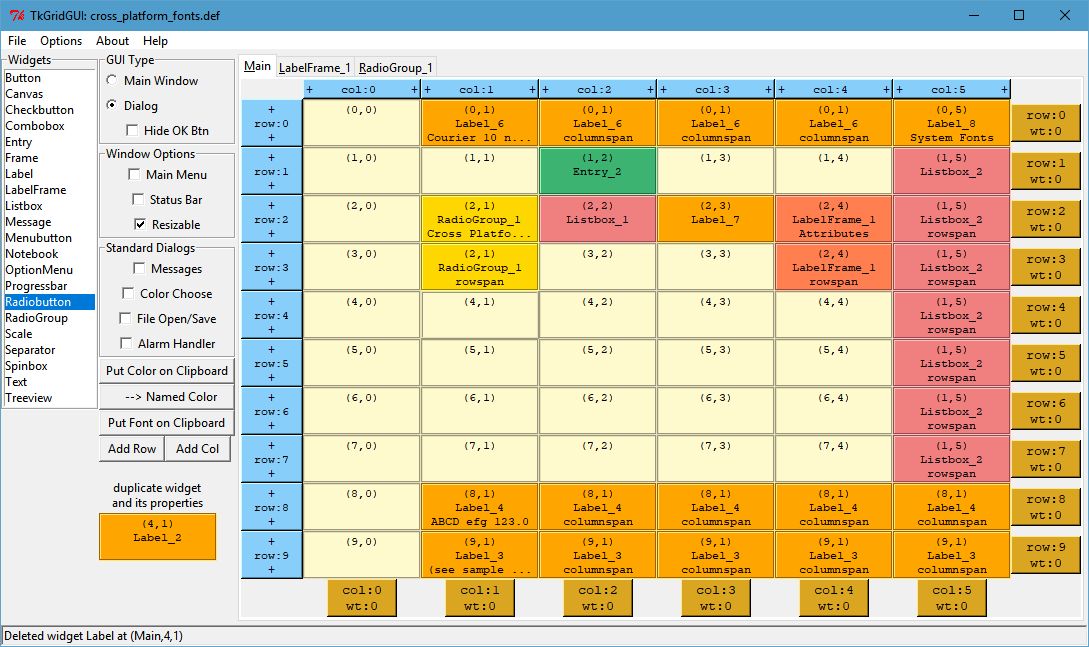 TkGridGUI: cross_platform_fonts.def
File Options About Help
Widgets
Button
Canvas
Checkbutton
Combobox
Entry
Frame
Label
LabelFrame
Listbox
Message
Menubutton
Notebook
OptionMenu
Progressbar
Radiobutton
RadioGroup
Scale
Separator
Spinbox
Text
Treeview
GUI Type
Main Window
Dialog
Hide OK Btn
Window Options
Main Menu
Status Bar
Resizable
Standard Dialogs
Messages
Color Choose
File Open/Save
Alarm Handler
Put Color on Clipboard
--> Named Color
Put Font on Clipboard
Add Row Add Col
duplicate widget
and its properties
(4,1)
Label_2
Main LabelFrame_1 RadioGroup_1
+ col:0 + + col:1 + + col:2 + + col:3 + + col:4 + + col:5 +
+ (0,0) (0,1) (0,1) (0,1) (0,1) (0,5)
row:0 Label_6 Label_6 Label_6 Label_6 Label_8 row:0
+ Courier 10 n... columnspan columnspan columnspan System Fonts wt:0
+ (1,0) (1,1) (1,2) (1,3) (1,4) (1,5)
row:1 Entry_2 Listbox_2 row:1
+ wt:0
+ (2,0) (2,1) (2,2) (2,3) (2,4) (1,5)
row:2 RadioGroup_1 Listbox_1 Label_7 LabelFrame_1 Listbox_2 row:2
+ Cross Platfo... Attributes rowspan wt:0
+ (3,0) (2,1) (3,2) (3,3) (2,4) (1,5)
row:3 RadioGroup_1 LabelFrame_1 Listbox_2 row:3
+ rowspan rowspan rowspan wt:0
+ (4,0) (4,1) (4,2) (4,3) (4,4) (1,5)
row:4 Listbox_2 row:4
+ rowspan wt:0
+ (5,0) (5,1) (5,2) (5,3) (5,4) (1,5)
row:5 Listbox_2 row:5
+ rowspan wt:0
+ (6,0) (6,1) (6,2) (6,3) (6,4) (1,5)
row:6 Listbox_2 row:6
+ rowspan wt:0
+ (7,0) (7,1) (7,2) (7,3) (7,4) (1,5)
row:7 Listbox_2 row:7
+ rowspan wt:0
+ (8,0) (8,1) (8,1) (8,1) (8,1) (8,1)
row:8 Label_4 Label_4 Label_4 Label_4 Label_4 row:8
+ ABCD efg 123.0 columnspan columnspan columnspan columnspan wt:0
+ (9,0) (9,1) (9,1) (9,1) (9,1) (9,1)
row:9 Label_3 Label_3 Label_3 Label_3 Label_3 row:9
+ (see sample ... columnspan columnspan columnspan columnspan wt:0
col:0 col:1 col:2 col:3 col:4 col:5
wt:0 wt:0 wt:0 wt:0 wt:0 wt:0
Deleted widget Label at (Main,4,1)